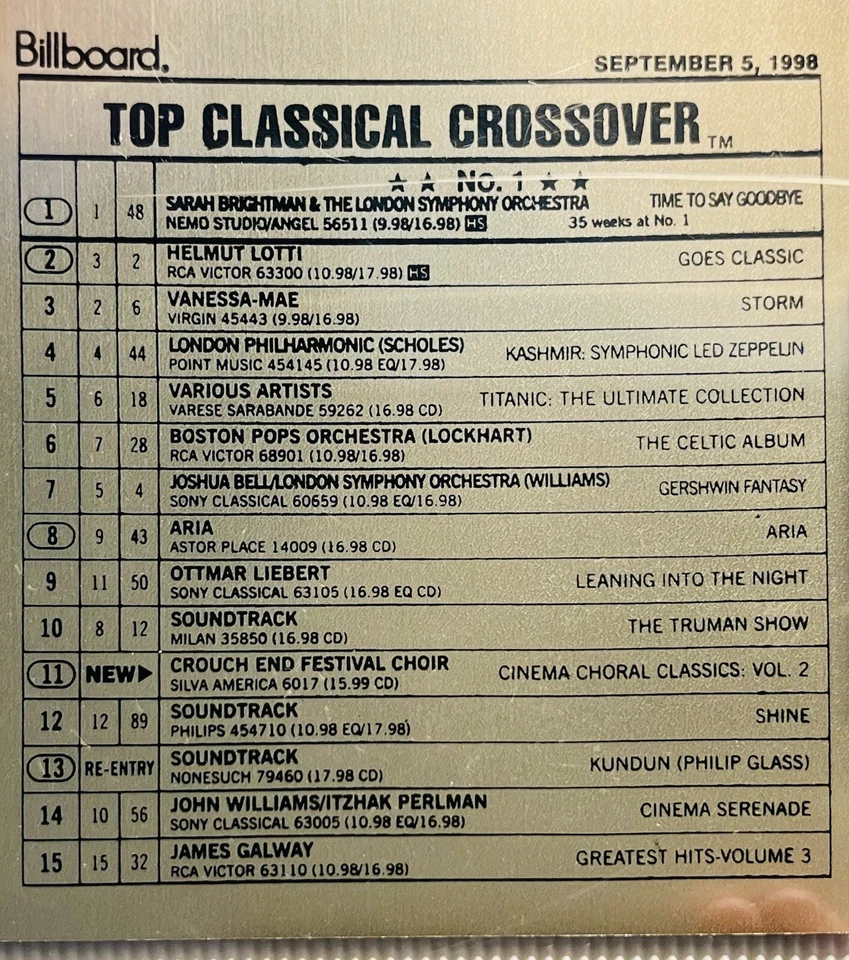 Billboard.
SEPTEMBER 5, 1998
TOP CLASSICAL CROSSOVER TM
★ ★ No. 1 ★ ★
1 1 48 SARAH BRIGHTMAN & THE LONDON SYMPHONY ORCHESTRA TIME TO SAY GOODBYE
NEMO STUDIO/ANGEL 56511 (9.98/16.98) HS 35 weeks at No. 1
2 3 2 HELMUT LOTTI GOES CLASSIC
RCA VICTOR 63300 (10.98/17.98) HS
3 2 6 VANESSA-MAE STORM
VIRGIN 45443 (9.98/16.98)
4 4 44 LONDON PHILHARMONIC (SCHOLES) KASHMIR: SYMPHONIC LED ZEPPELIN
POINT MUSIC 454145 (10.98 EQ/17.98)
5 6 18 VARIOUS ARTISTS TITANIC: THE ULTIMATE COLLECTION
VARESE SARABANDE 59262 (16.98 CD)
6 7 28 BOSTON POPS ORCHESTRA (LOCKHART) THE CELTIC ALBUM
RCA VICTOR 68901 (10.98/16.98)
7 5 4 JOSHUA BELL/LONDON SYMPHONY ORCHESTRA (WILLIAMS) GERSHWIN FANTASY
SONY CLASSICAL 60659 (10.98 EQ/16.98)
8 9 43 ARIA ARIA
ASTOR PLACE 14009 (16.98 CD)
9 11 50 OTTMAR LIEBERT LEANING INTO THE NIGHT
SONY CLASSICAL 63105 (16.98 EQ CD)
10 8 12 SOUNDTRACK THE TRUMAN SHOW
MILAN 35850 (16.98 CD)
11 NEW▶ CROUCH END FESTIVAL CHOIR CINEMA CHORAL CLASSICS: VOL. 2
SILVA AMERICA 6017 (15.99 CD)
12 12 89 SOUNDTRACK SHINE
PHILIPS 454710 (10.98 EQ/17.98)
13 RE-ENTRY SOUNDTRACK KUNDUN (PHILIP GLASS)
NONESUCH 79460 (17.98 CD)
14 10 56 JOHN WILLIAMS/ITZHAK PERLMAN CINEMA SERENADE
SONY CLASSICAL 63005 (10.98 EQ/16.98)
15 15 32 JAMES GALWAY GREATEST HITS-VOLUME 3
RCA VICTOR 63110 (10.98/16.98)